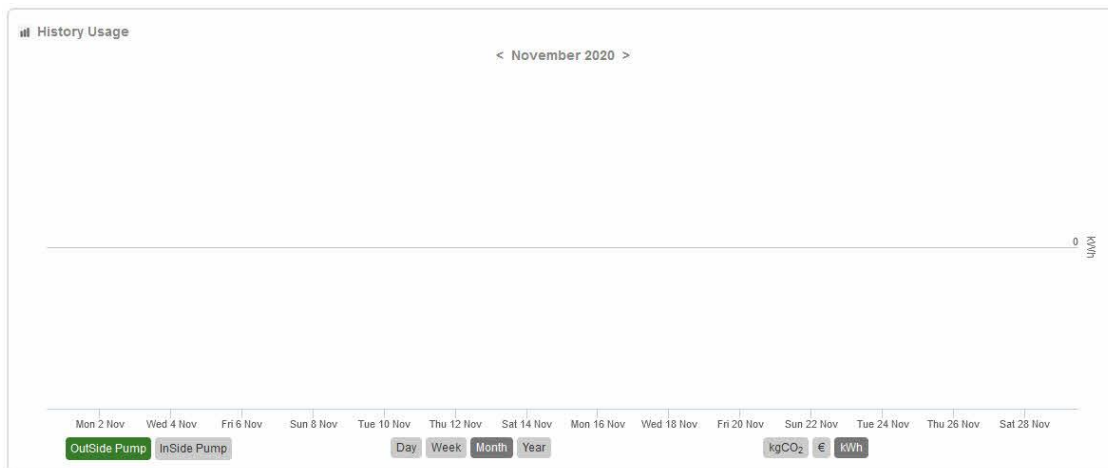 History Usage
< November 2020 >
0
kWh
Mon 2 Nov Wed 4 Nov Fri 6 Nov Sun 8 Nov Tue 10 Nov Thu 12 Nov Sat 14 Nov Mon 16 Nov Wed 18 Nov Fri 20 Nov Sun 22 Nov Tue 24 Nov Thu 26 Nov Sat 28 Nov
OutSide Pump InSide Pump Day Week Month Year kgCO₂ € kWh